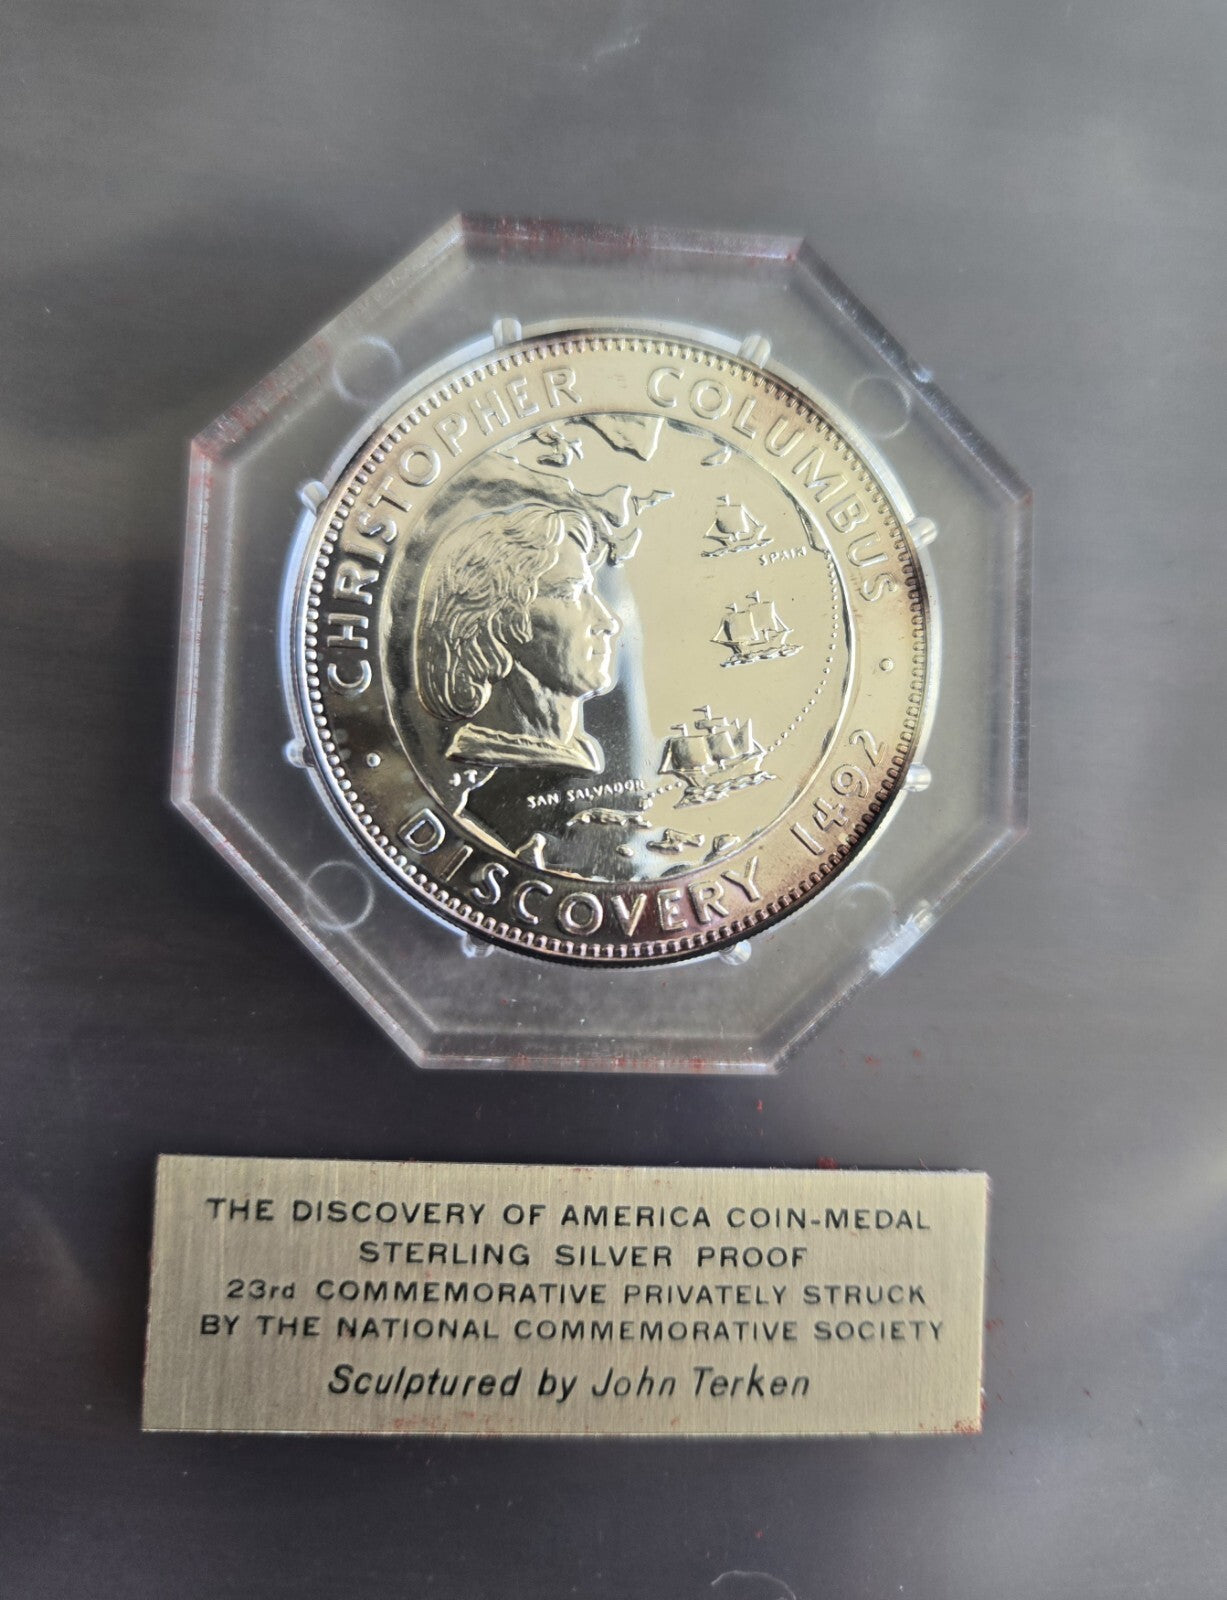 CHRISTOPHER COLUMBUS
SPAIN
JT
SAN SALVADOR
· DISCOVERY 1492 ·
THE DISCOVERY OF AMERICA COIN-MEDAL
STERLING SILVER PROOF
23rd COMMEMORATIVE PRIVATELY STRUCK
BY THE NATIONAL COMMEMORATIVE SOCIETY
Sculptured by John Terken